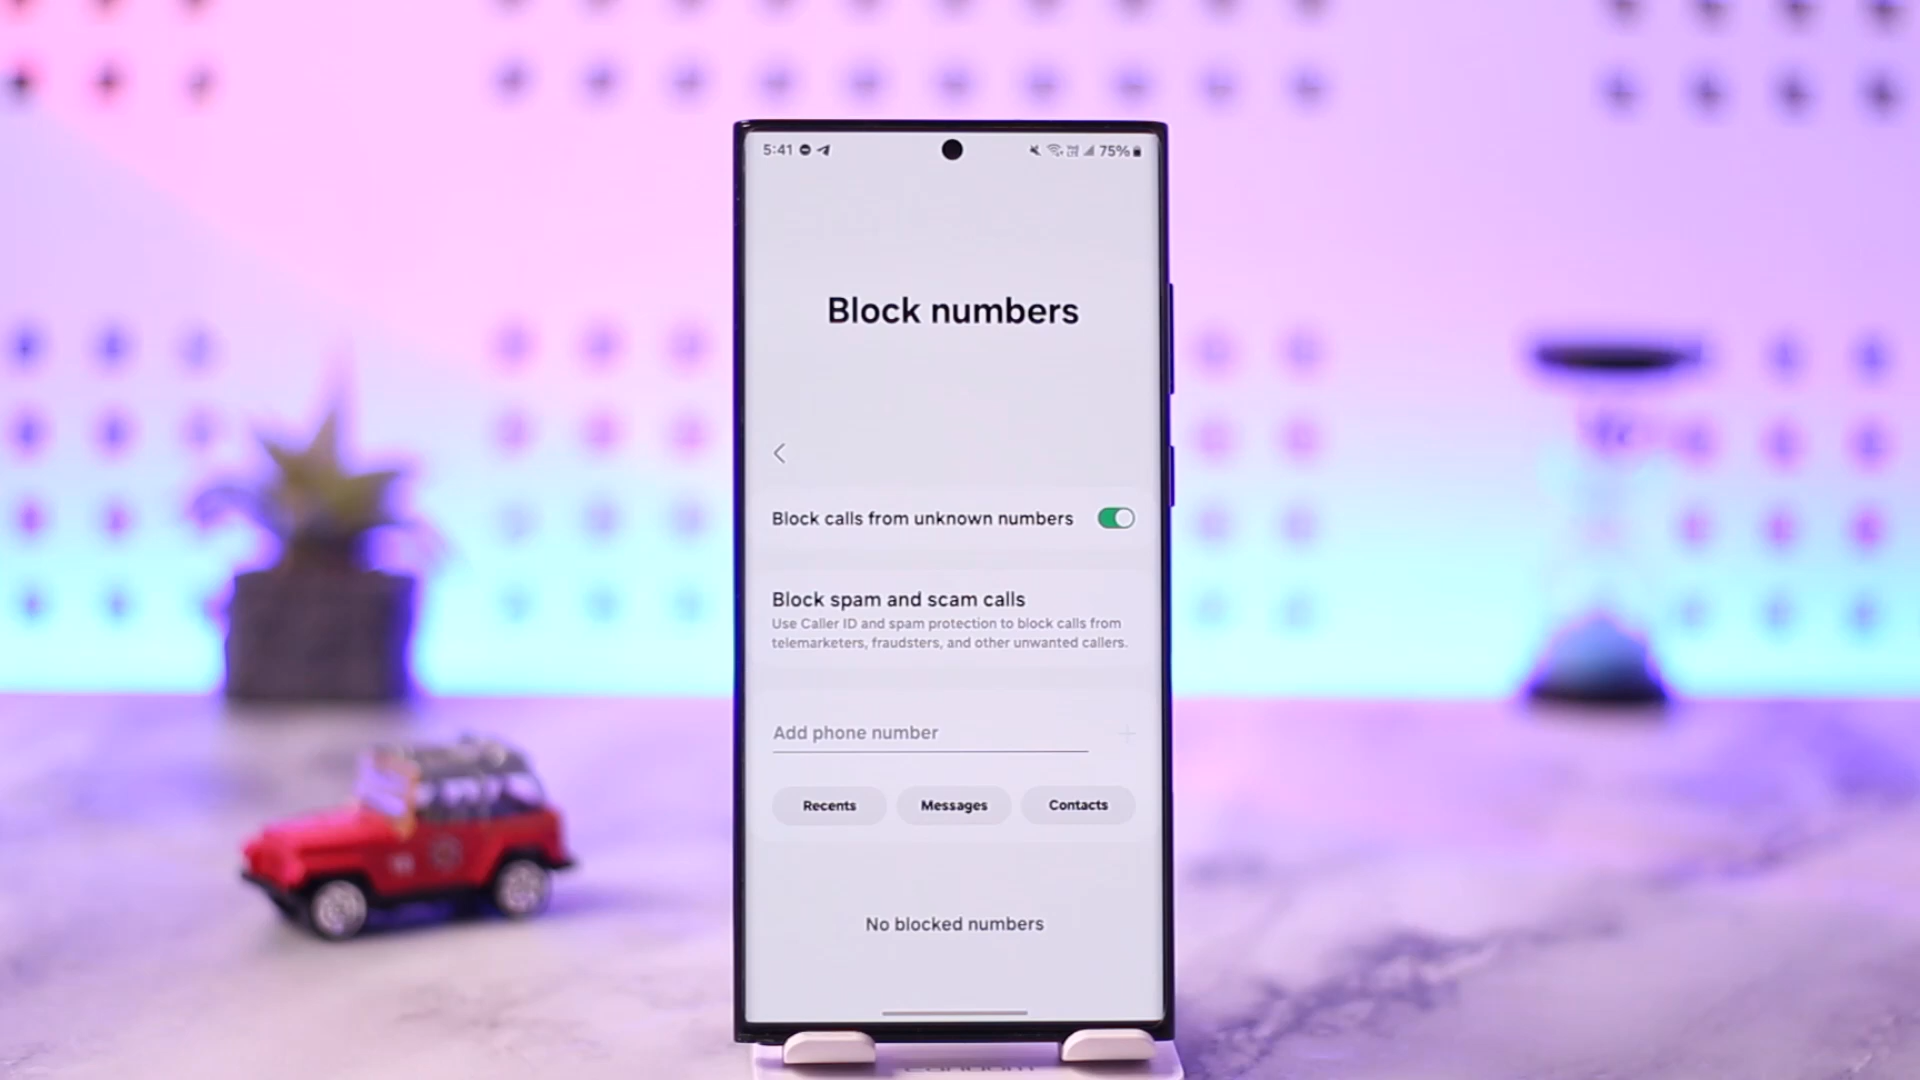 5:41
75%
Block numbers
Block calls from unknown numbers
Block spam and scam calls
Use Caller ID and spam protection to block calls from
telemarketers, fraudsters, and other unwanted callers.
Add phone number
Recents
Messages
Contacts
No blocked numbers